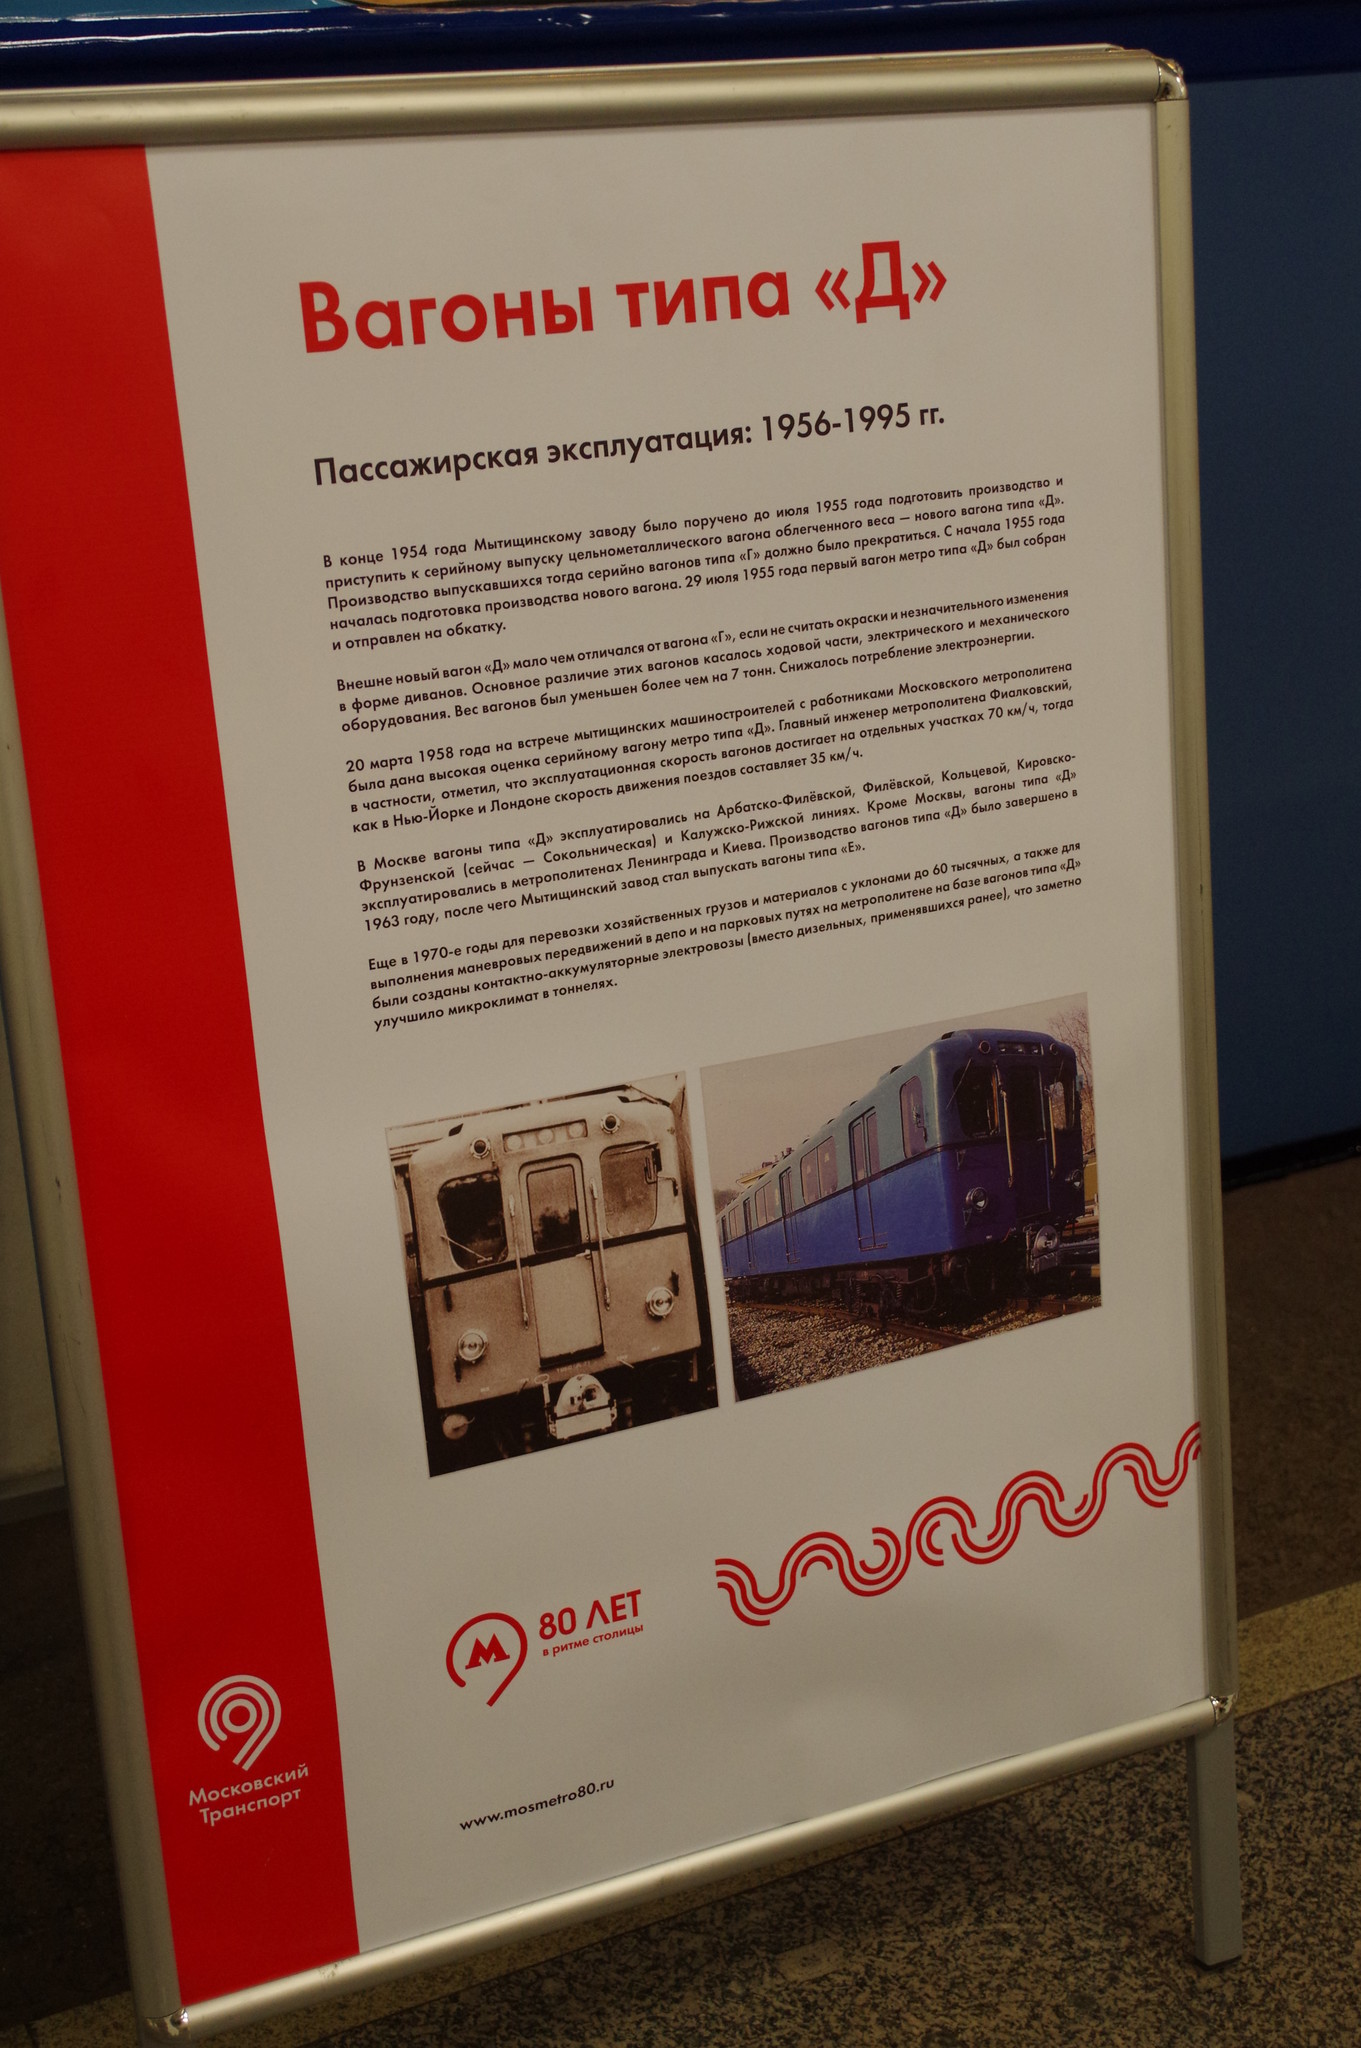 Вагоны типа «Д»
Пассажирская эксплуатация: 1956-1995 гг.
В конце 1954 года Мытищинскому заводу было поручено до июля 1955 года подготовить производство и
приступить к серийному выпуску цельнометаллического вагона облегченного веса — нового вагона типа «Д».
Производство выпускавшихся тогда серийно вагонов типа «Г» должно было прекратиться. С начала 1955 года
началась подготовка производства нового вагона. 29 июля 1955 года первый вагон метро типа «Д» был собран
и отправлен на обкатку.
Внешне новый вагон «Д» мало чем отличался от вагона «Г», если не считать окраски и незначительного изменения
в форме диванов. Основное различие этих вагонов касалось ходовой части, электрического и механического
оборудования. Вес вагонов был уменьшен более чем на 7 тонн. Снижалось потребление электроэнергии.
20 марта 1958 года на встрече мытищинских машиностроителей с работниками Московского метрополитена
была дана высокая оценка серийному вагону метро типа «Д». Главный инженер метрополитена Фиалковский,
в частности, отметил, что эксплуатационная скорость вагонов достигает на отдельных участках 70 км/ч, тогда
как в Нью-Йорке и Лондоне скорость движения поездов составляет 35 км/ч.
В Москве вагоны типа «Д» эксплуатировались на Арбатско-Филёвской, Филёвской, Кольцевой, Кировско-
Фрунзенской (сейчас — Сокольническая) и Калужско-Рижской линиях. Кроме Москвы, вагоны типа «Д»
эксплуатировались в метрополитенах Ленинграда и Киева. Производство вагонов типа «Д» было завершено в
1963 году, после чего Мытищинский завод стал выпускать вагоны типа «Е».
Еще в 1970-е годы для перевозки хозяйственных грузов и материалов с уклонами до 60 тысячных, а также для
выполнения маневровых передвижений в депо и на парковых путях на метрополитене на базе вагонов типа «Д»
были созданы контактно-аккумуляторные электровозы (вместо дизельных, применявшихся ранее), что заметно
улучшило микроклимат в тоннелях.
М
80 ЛЕТ
в ритме столицы
Московский
Транспорт
www.mosmetro80.ru